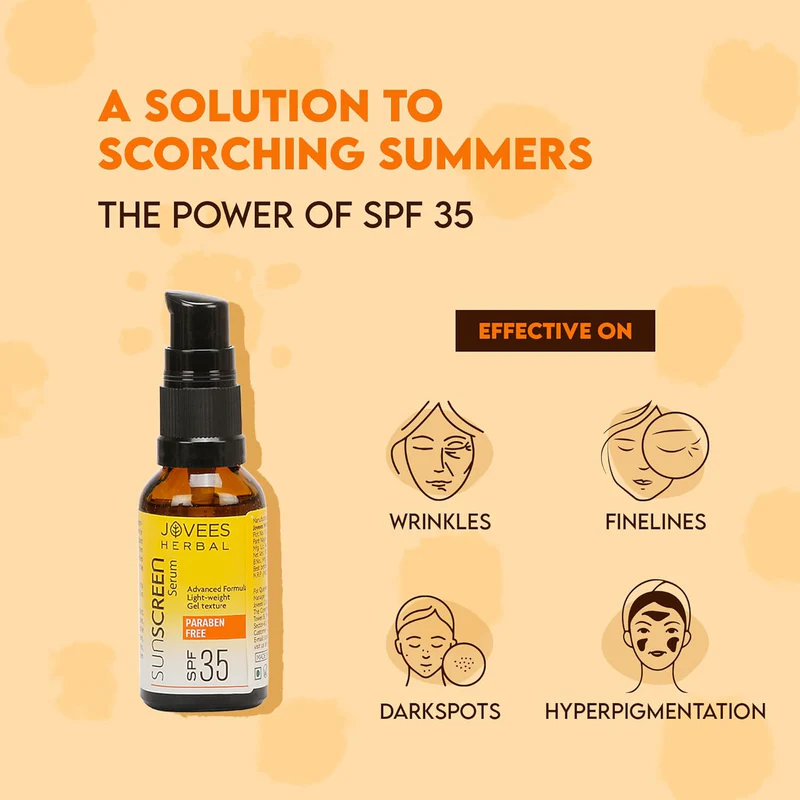 A SOLUTION TO
SCORCHING SUMMERS
THE POWER OF SPF 35
EFFECTIVE ON
WRINKLES
FINELINES
DARKSPOTS
HYPERPIGMENTATION
JOVEES
HERBAL
SUNSCREEN
Serum
Advanced Formula
Light-weight
Gel texture
PARABEN
FREE
SPF 35